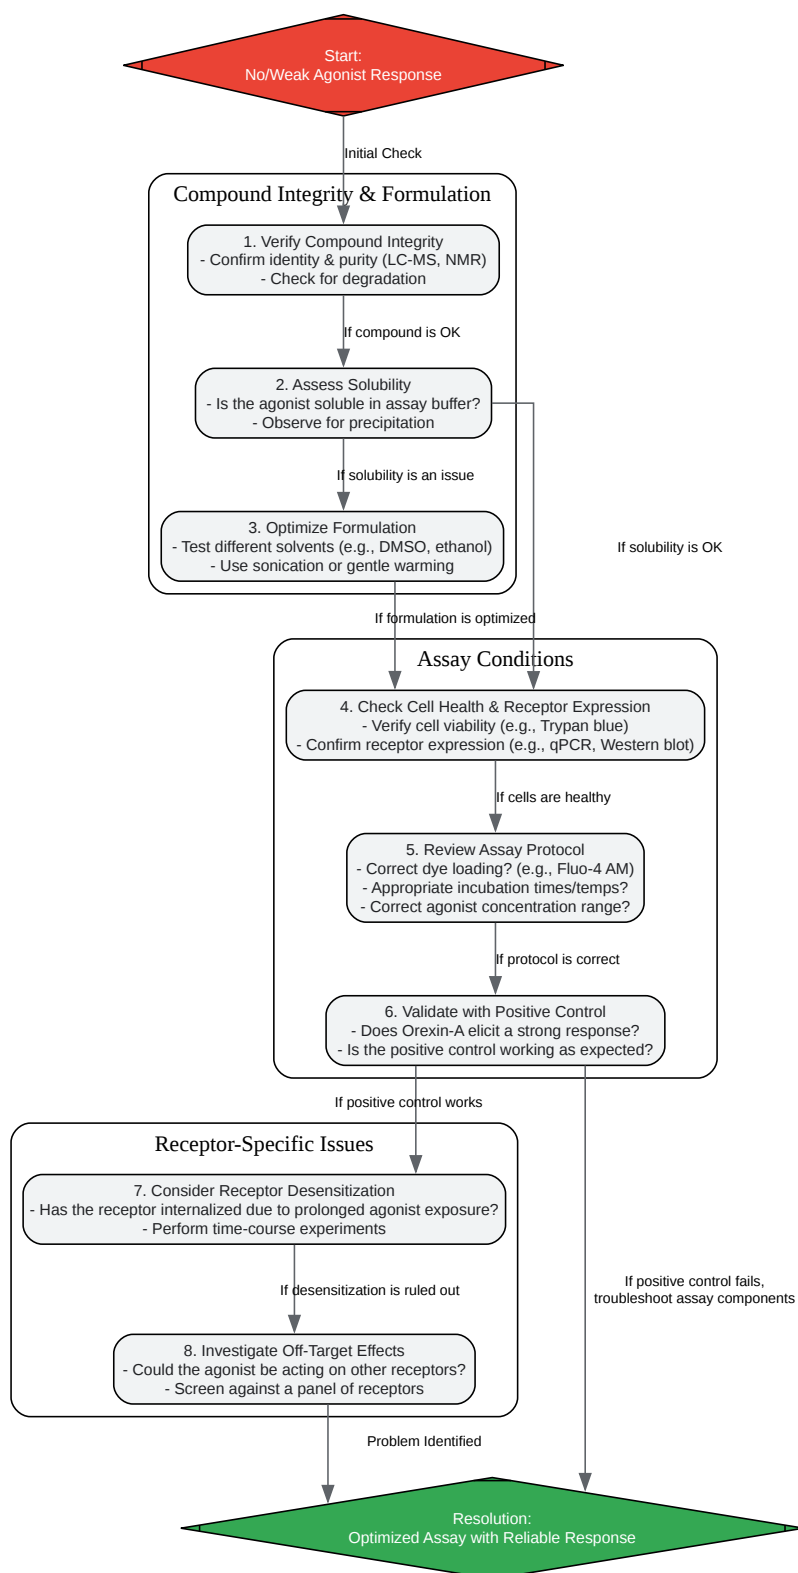 Start:
No/Weak Agonist Response
Initial Check
Compound Integrity & Formulation
1. Verify Compound Integrity
- Confirm identity & purity (LC-MS, NMR)
- Check for degradation
If compound is OK
2. Assess Solubility
- Is the agonist soluble in assay buffer?
- Observe for precipitation
If solubility is an issue
3. Optimize Formulation
- Test different solvents (e.g., DMSO, ethanol)
- Use sonication or gentle warming
If solubility is OK
If formulation is optimized
Assay Conditions
4. Check Cell Health & Receptor Expression
- Verify cell viability (e.g., Trypan blue)
- Confirm receptor expression (e.g., qPCR, Western blot)
If cells are healthy
5. Review Assay Protocol
- Correct dye loading? (e.g., Fluo-4 AM)
- Appropriate incubation times/temps?
- Correct agonist concentration range?
If protocol is correct
6. Validate with Positive Control
- Does Orexin-A elicit a strong response?
- Is the positive control working as expected?
If positive control works
Receptor-Specific Issues
7. Consider Receptor Desensitization
- Has the receptor internalized due to prolonged agonist exposure?
- Perform time-course experiments
If desensitization is ruled out
If positive control fails,
troubleshoot assay components
8. Investigate Off-Target Effects
- Could the agonist be acting on other receptors?
- Screen against a panel of receptors
Problem Identified
Resolution:
Optimized Assay with Reliable Response